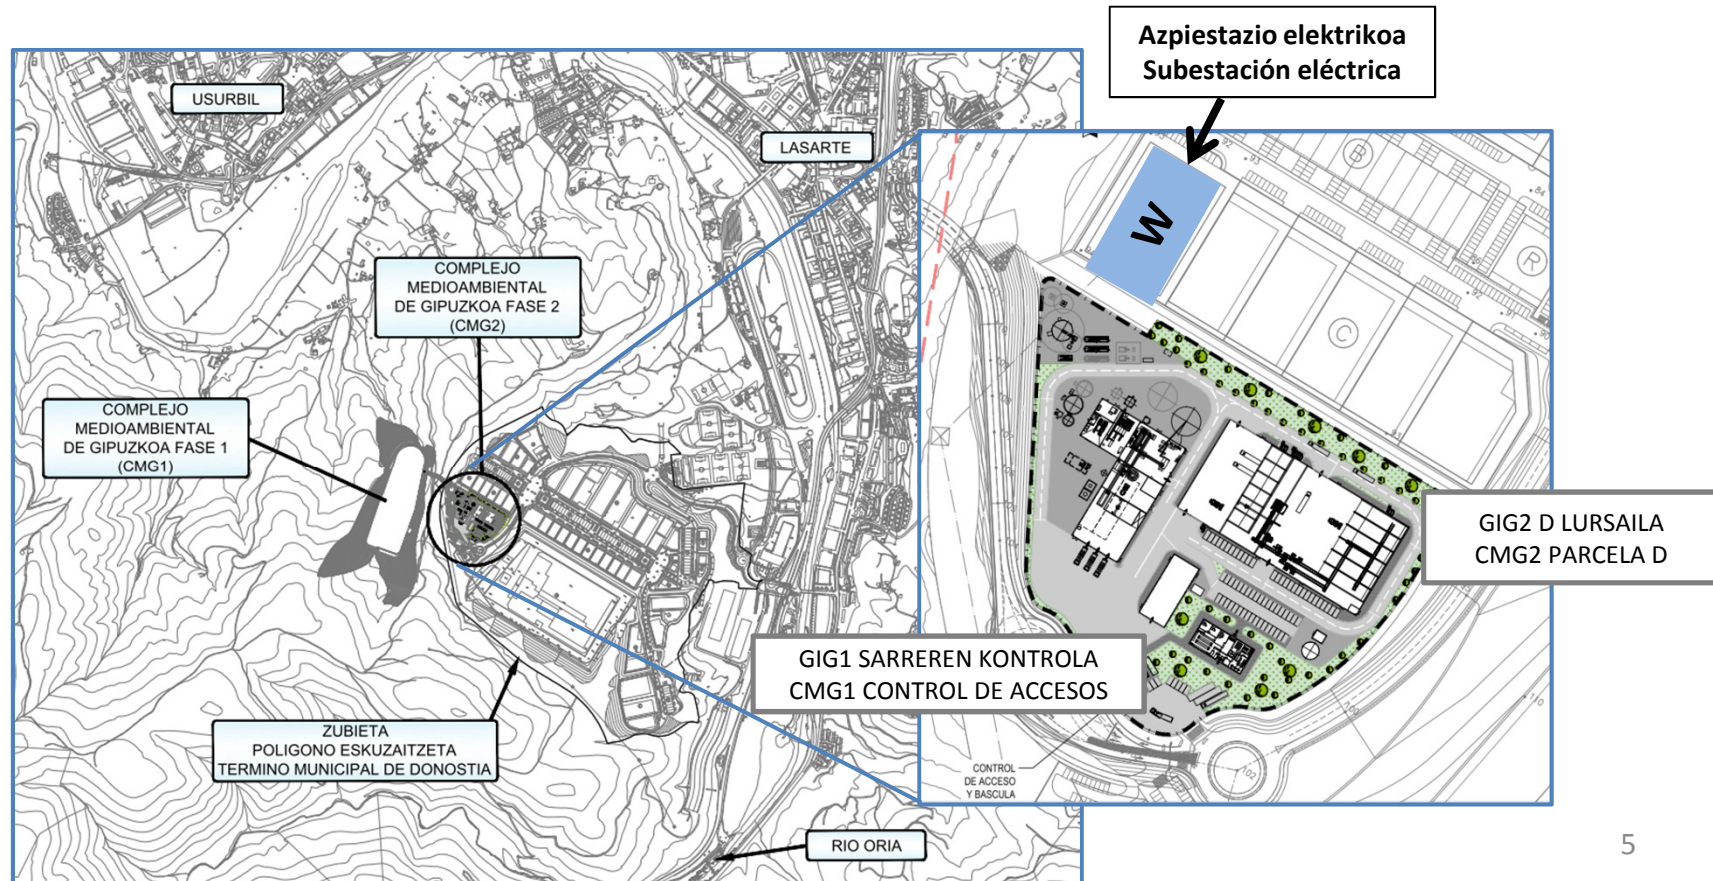 Azpiestazio elektrikoa
Subestación eléctrica
USURBIL
LASARTE
COMPLEJO
MEDIOAMBIENTAL
DE GIPUZKOA FASE 2
(CMG2)
COMPLEJO
MEDIOAMBIENTAL
DE GIPUZKOA FASE 1
(CMG1)
W
B
R
C
GIG2 D LURSAILA
CMG2 PARCELA D
GIG1 SARREREN KONTROLA
CMG1 CONTROL DE ACCESOS
ZUBIETA
POLIGONO ESKUZAITZETA
TERMINO MUNICIPAL DE DONOSTIA
CONTROL
DE ACCESO
Y BASCULA
RIO ORIA
5